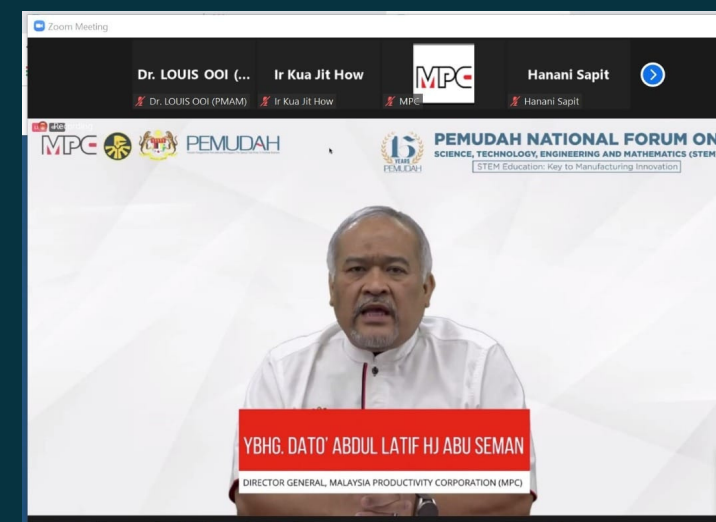 Zoom Meeting
Dr. LOUIS OOI (...
Ir Kua Jit How
MPC
Hanani Sapit
Dr. LOUIS OOI (PMAM)
Ir Kua Jit How
MPC
Hanani Sapit
MPC
PEMUDAH
15
YEARS
PEMUDAH
PEMUDAH NATIONAL FORUM ON
SCIENCE, TECHNOLOGY, ENGINEERING AND MATHEMATICS (STEM
STEM Education: Key to Manufacturing Innovation
YBHG. DATO' ABDUL LATIF HJ ABU SEMAN
DIRECTOR GENERAL, MALAYSIA PRODUCTIVITY CORPORATION (MPC)